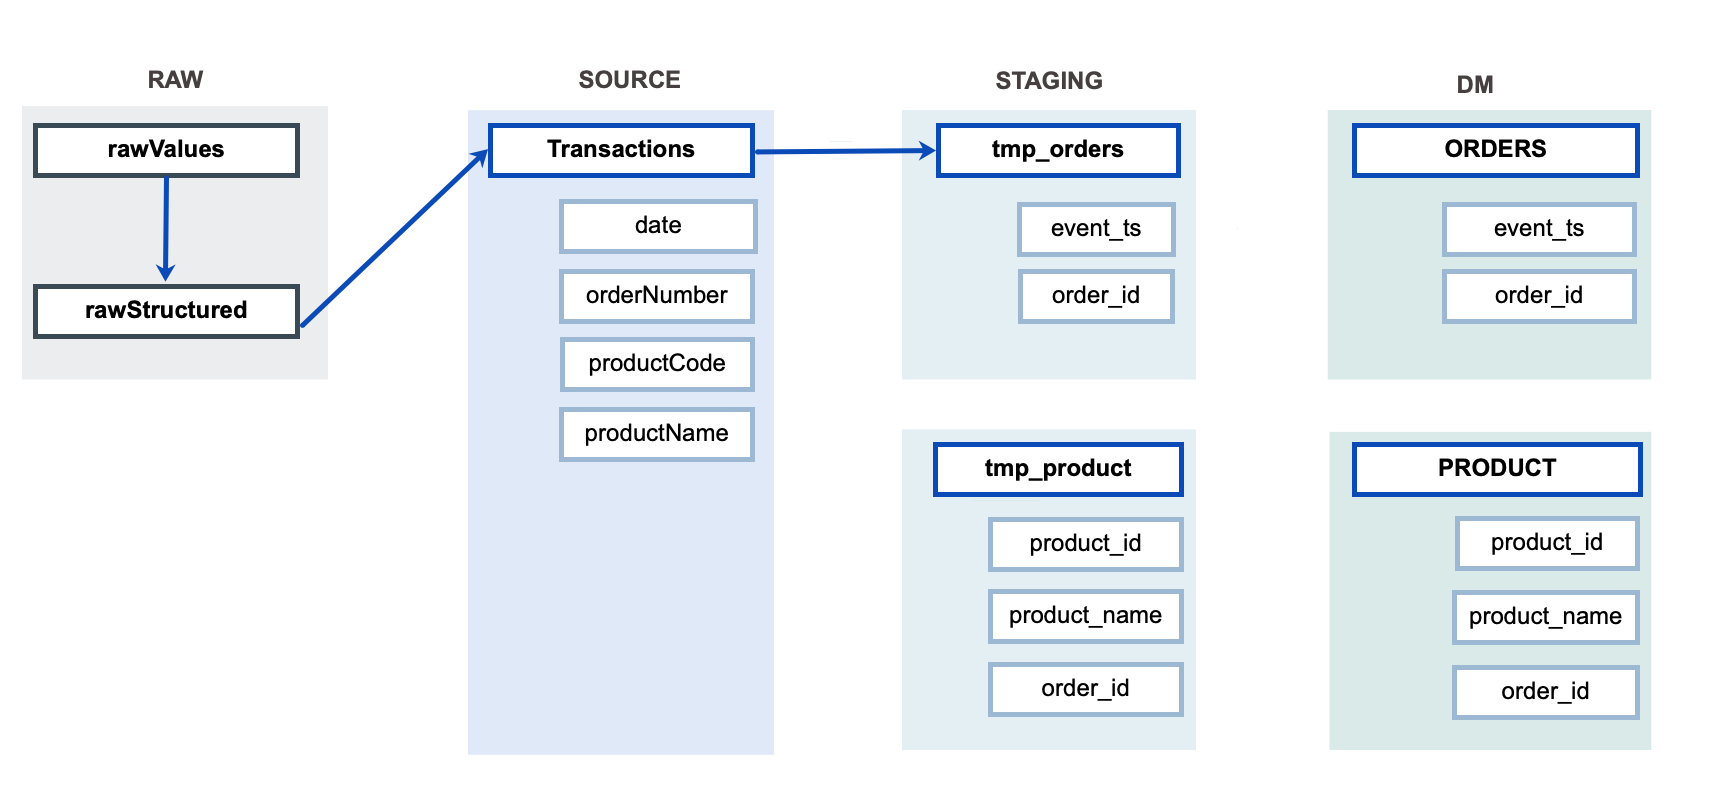 RAW
rawValues
rawStructured
SOURCE
Transactions
date
orderNumber
productCode
productName
STAGING
tmp_orders
event_ts
order_id
tmp_product
product_id
product_name
order_id
DM
ORDERS
event_ts
order_id
PRODUCT
product_id
product_name
order_id